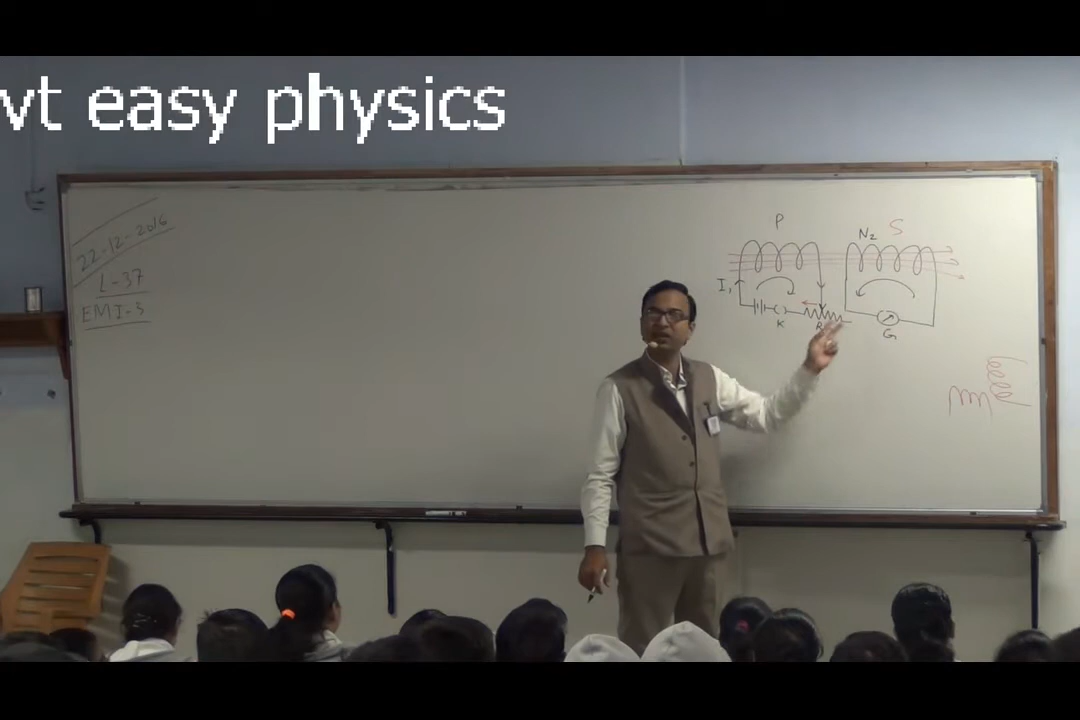 vt easy physics
22-12-2016
L-37
EMI-3
P
N2 S
I1
K
R
G